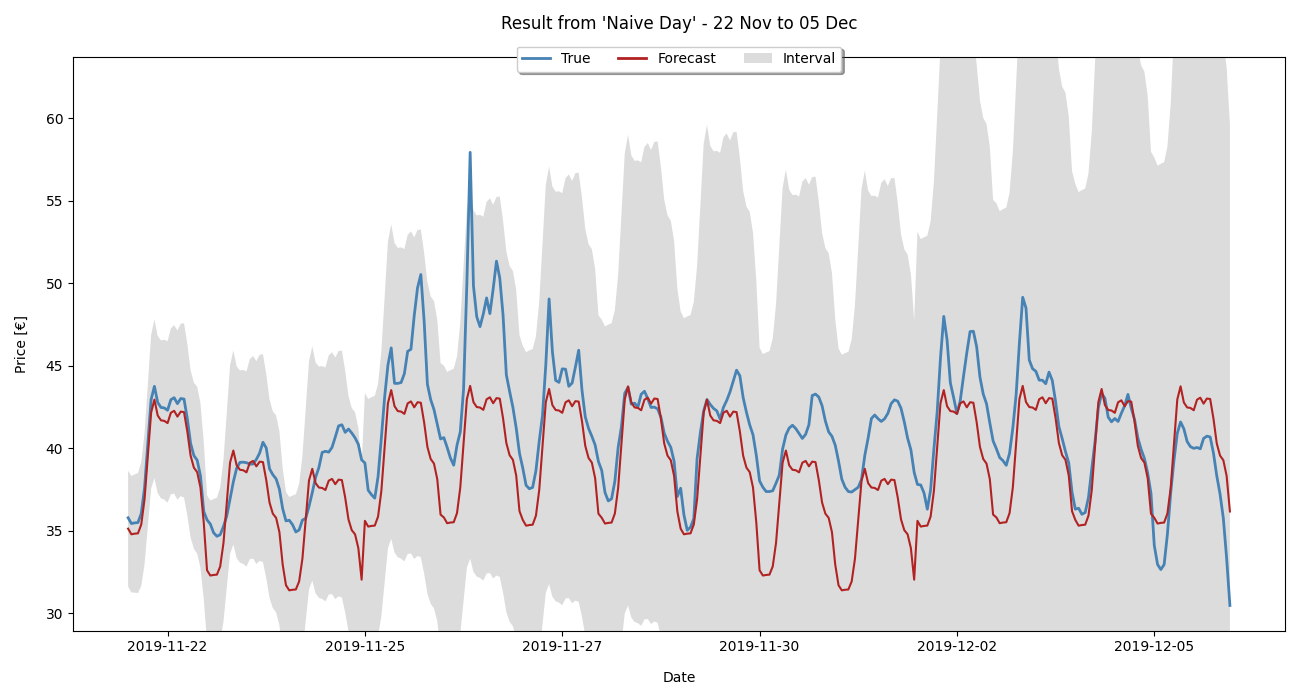 Result from 'Naive Day' - 22 Nov to 05 Dec
True Forecast Interval
Price [€]
60
55
50
45
40
35
30
2019-11-22 2019-11-25 2019-11-27 2019-11-30 2019-12-02 2019-12-05
Date